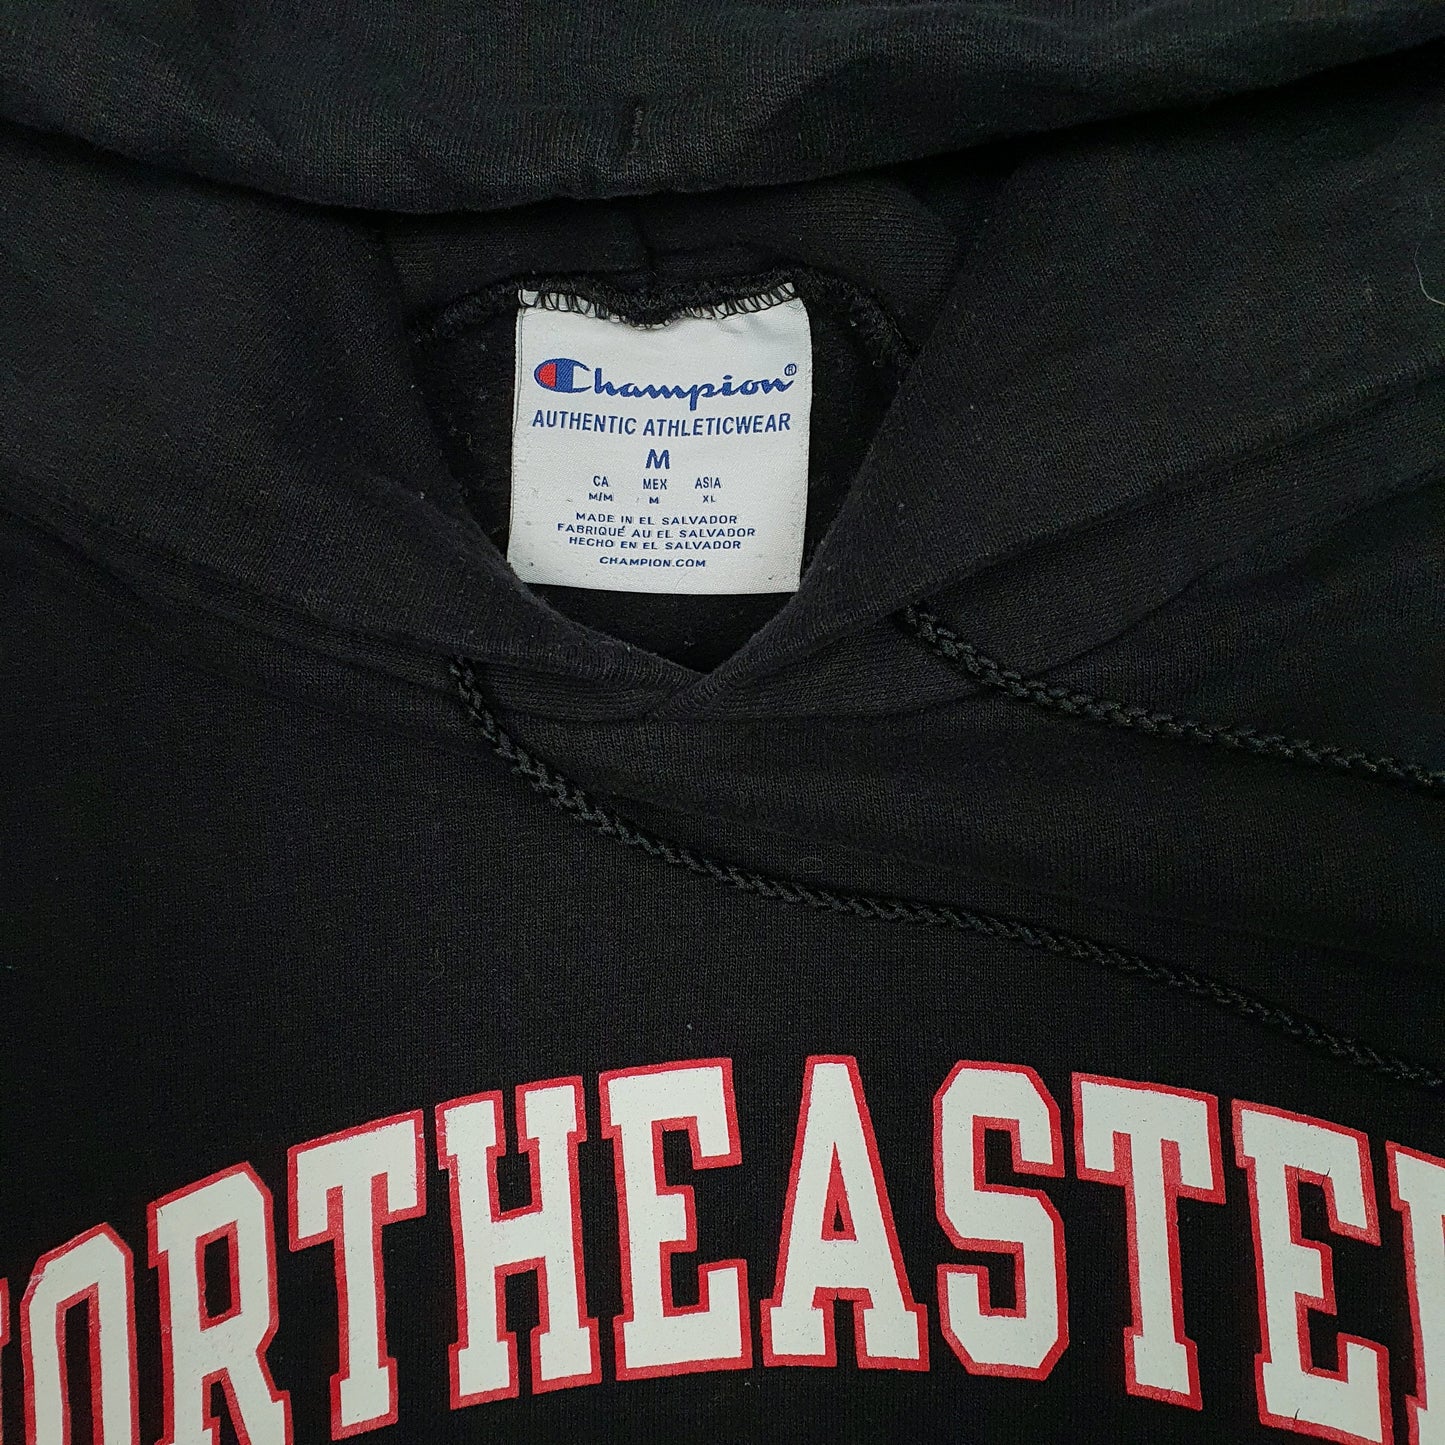 Champion®
AUTHENTIC ATHLETICWEAR
M
CA MEX ASIA
M/M M XL
MADE IN EL SALVADOR
FABRIQUÉ AU EL SALVADOR
HECHO EN EL SALVADOR
CHAMPION.COM
NORTHEASTER